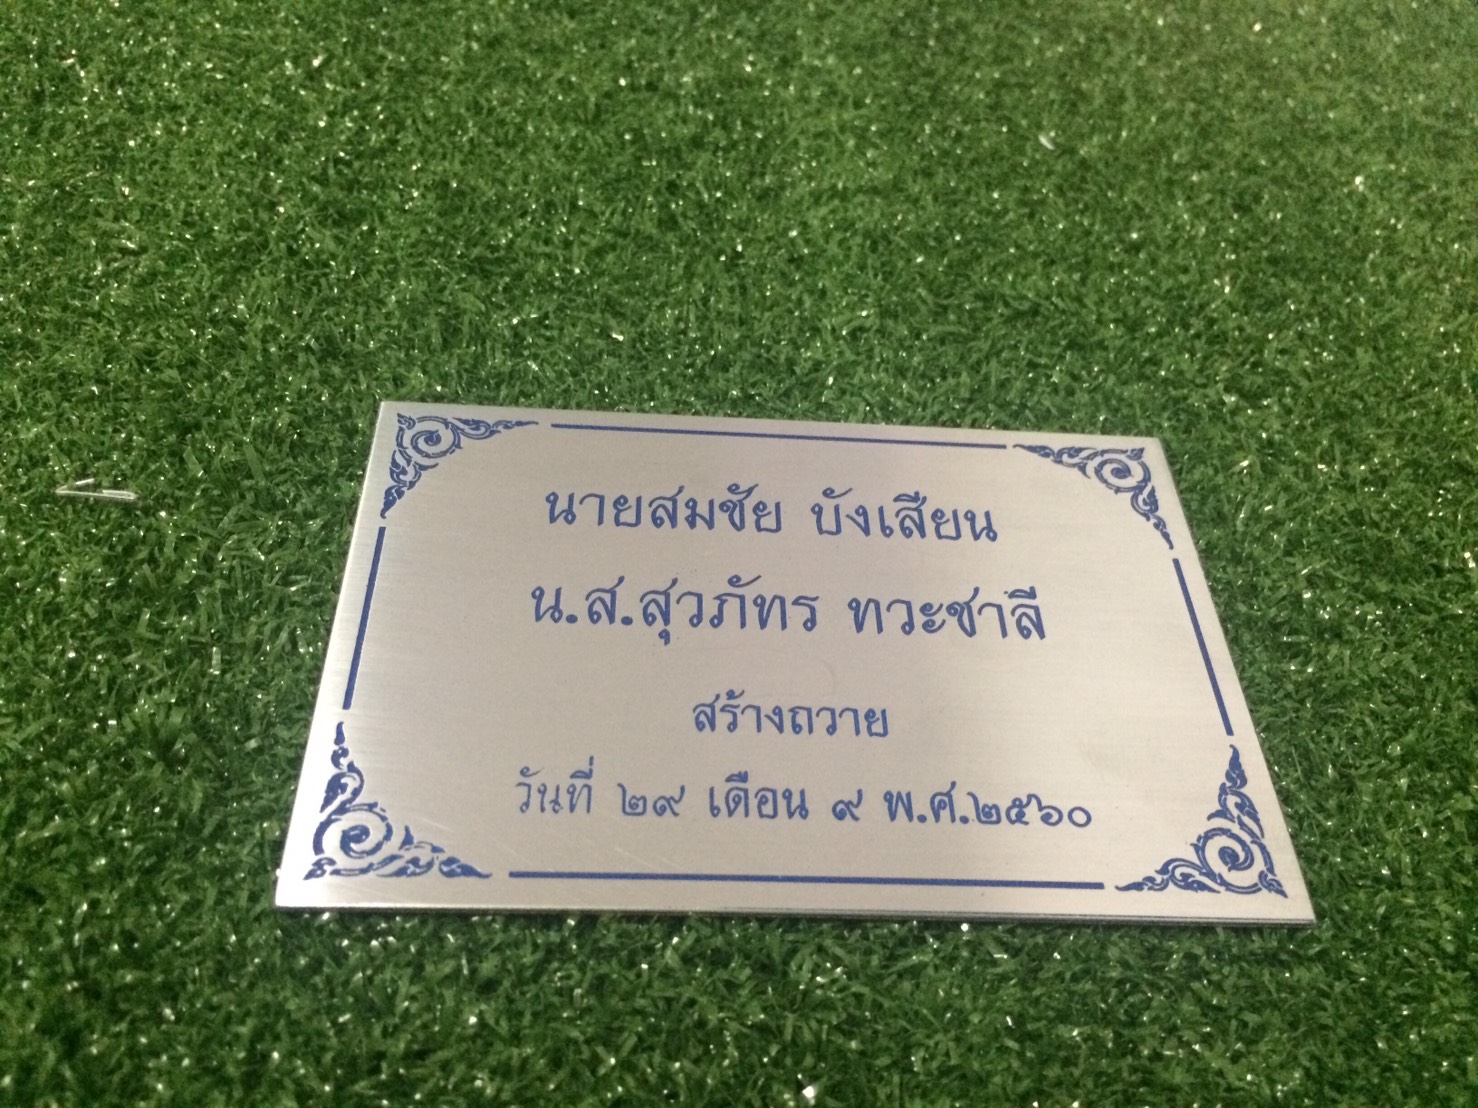 นายสมชัย บังเสียน
น.ส.สุวภัทร ทวะชาลี
สร้างถวาย
วันที่ ๒๙ เดือน ๙ พ.ศ.๒๕๖๐